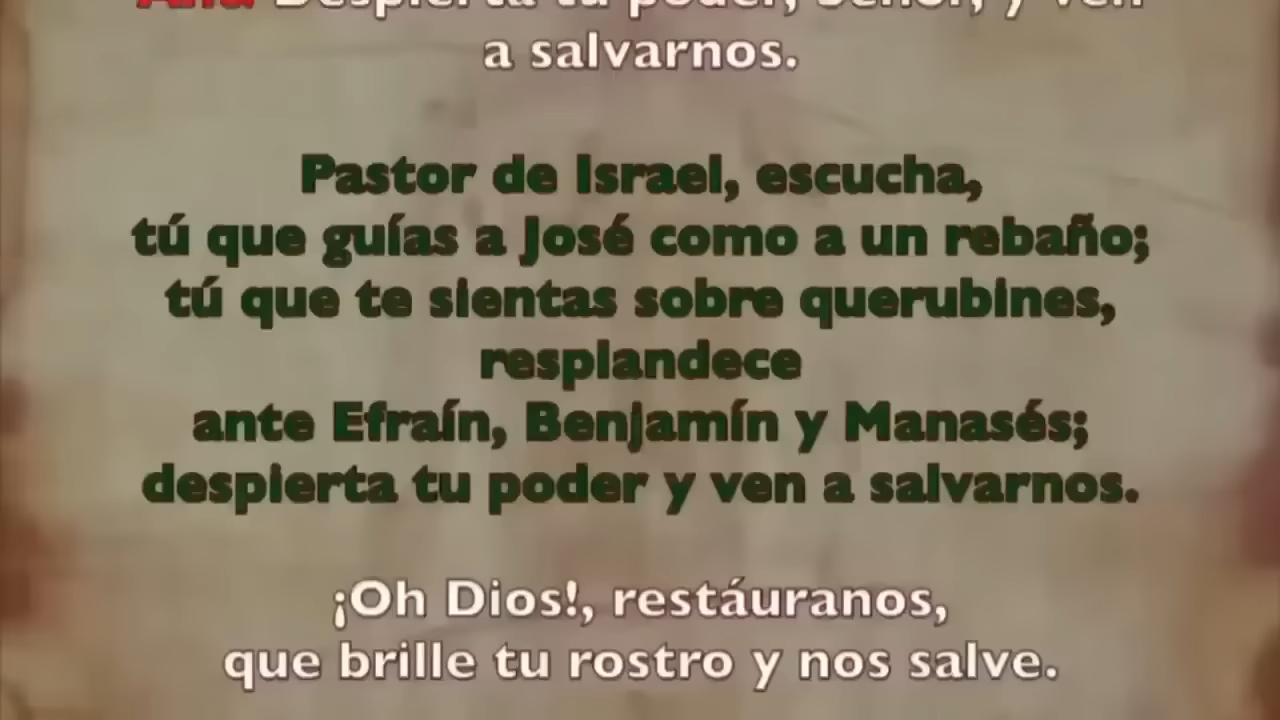 Despierta tu poder, Señor, y ven
a salvarnos.
Pastor de Israel, escucha,
tú que guías a José como a un rebaño;
tú que te sientas sobre querubines,
resplandece
ante Efraín, Benjamín y Manasés;
despierta tu poder y ven a salvarnos.
¡Oh Dios!, restáuranos,
que brille tu rostro y nos salve.